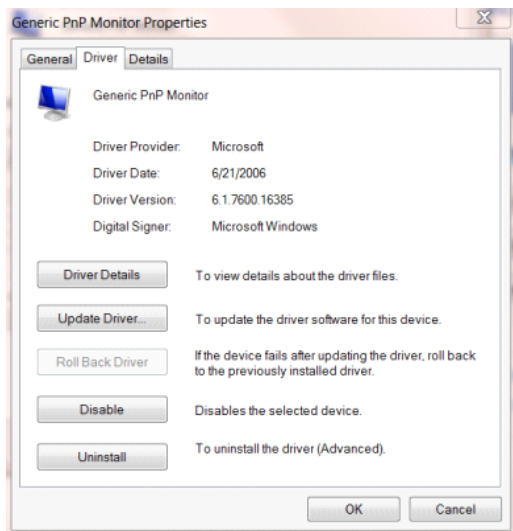 Generic PnP Monitor Properties
General Driver Details
Generic PnP Monitor
Driver Provider: Microsoft
Driver Date: 6/21/2006
Driver Version: 6.1.7600.16385
Digital Signer: Microsoft Windows
Driver Details To view details about the driver files.
Update Driver... To update the driver software for this device.
Roll Back Driver If the device fails after updating the driver, roll back
to the previously installed driver.
Disable Disables the selected device.
Uninstall To uninstall the driver (Advanced).
OK Cancel